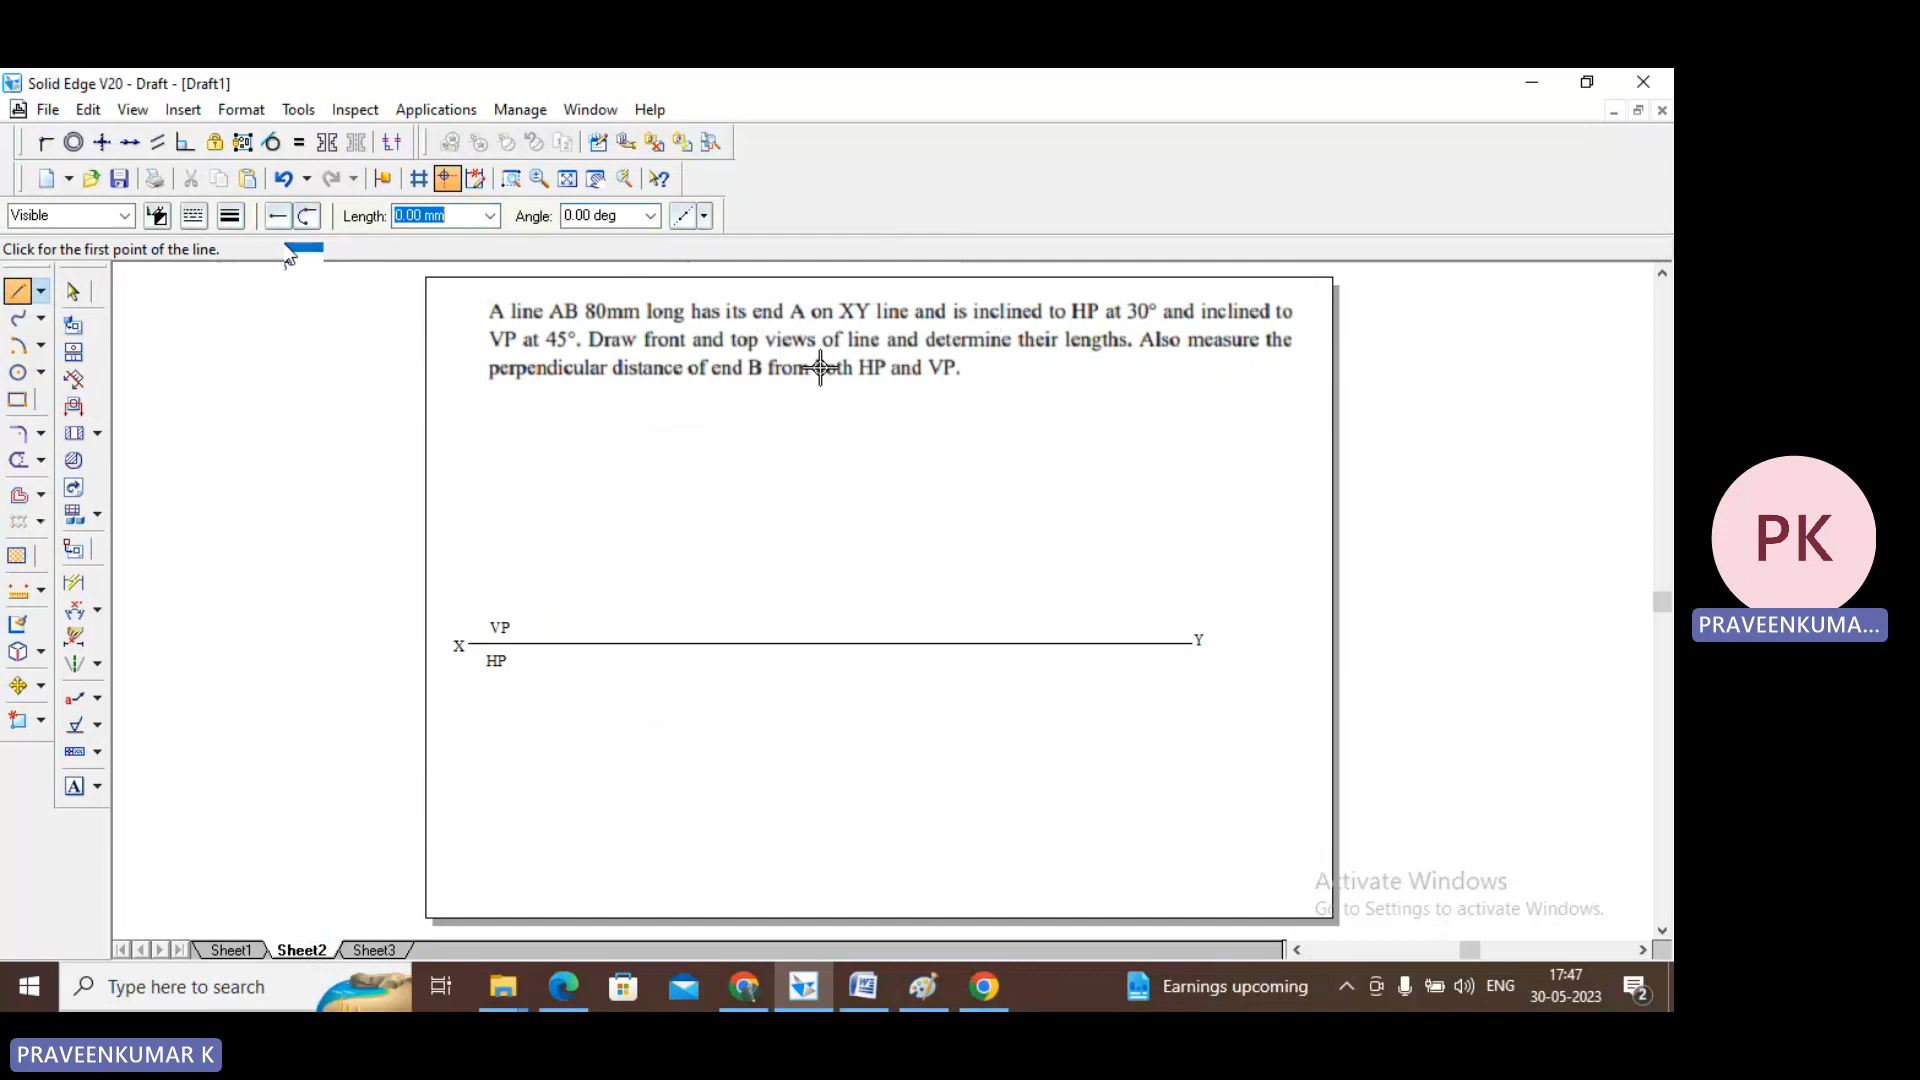 Solid Edge V20 - Draft - [Draft1]
File Edit View Insert Format Tools Inspect Applications Manage Window Help
Visible Length: 0.00 mm Angle: 0.00 deg
Click for the first point of the line.
A line AB 80mm long has its end A on XY line and is inclined to HP at 30° and inclined to
VP at 45°. Draw front and top views of line and determine their lengths. Also measure the
perpendicular distance of end B from both HP and VP.
VP
X Y
HP
PK
PRAVEENKUMA...
Activate Windows
Go to Settings to activate Windows.
Sheet1 Sheet2 Sheet3
Type here to search Earnings upcoming ENG 17:47
30-05-2023
2
PRAVEENKUMAR K